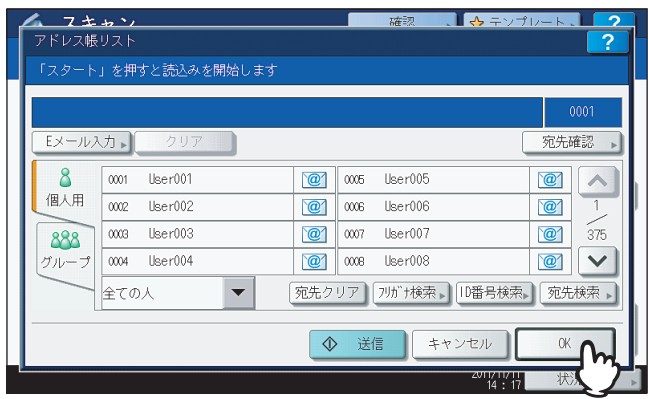 スキャン
確認
テンプレート
?
アドレス帳リスト
?
「スタート」を押すと読込みを開始します
0001
Eメール入力
クリア
宛先確認
個人用
グループ
0001 User001
0005 User005
0002 User002
0006 User006
0003 User003
0007 User007
0004 User004
0008 User008
1
375
全ての人
宛先クリア
フリガナ検索
ID番号検索
宛先検索
送信
キャンセル
OK
2011/11/11
14:17